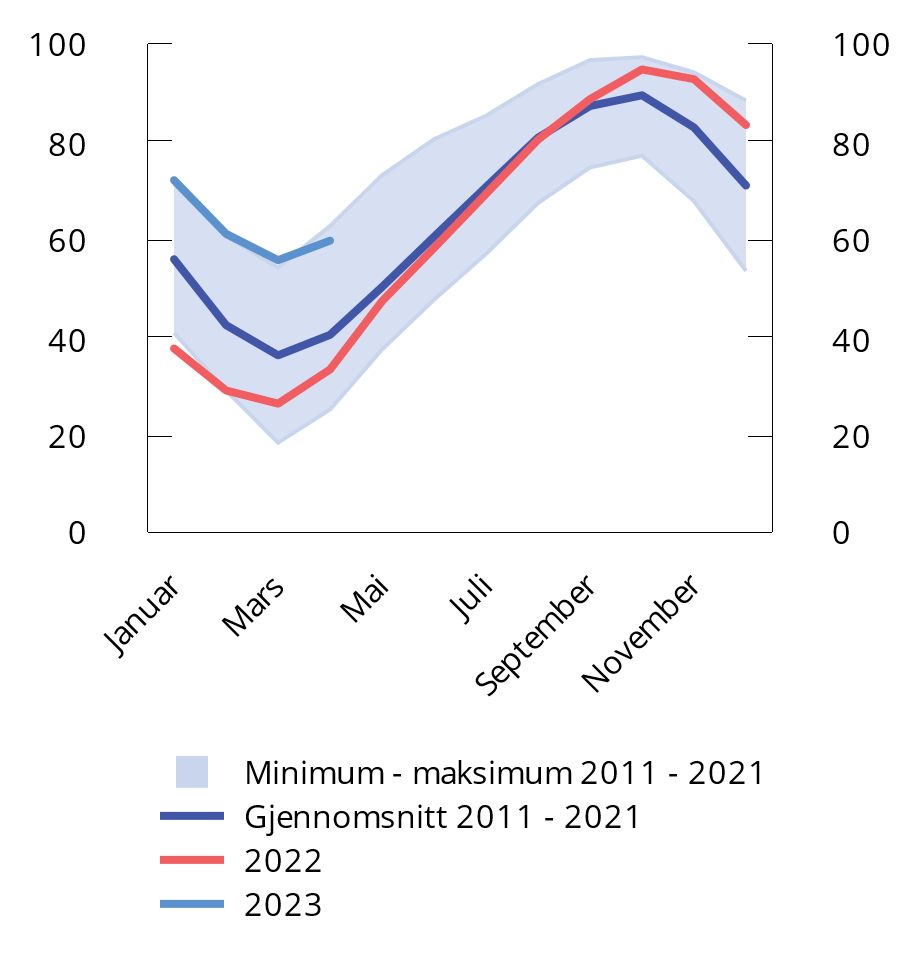 100 100
80 80
60 60
40 40
20 20
0 0
Januar Mars Mai Juli September November
Minimum - maksimum 2011 - 2021
Gjennomsnitt 2011 - 2021
2022
2023